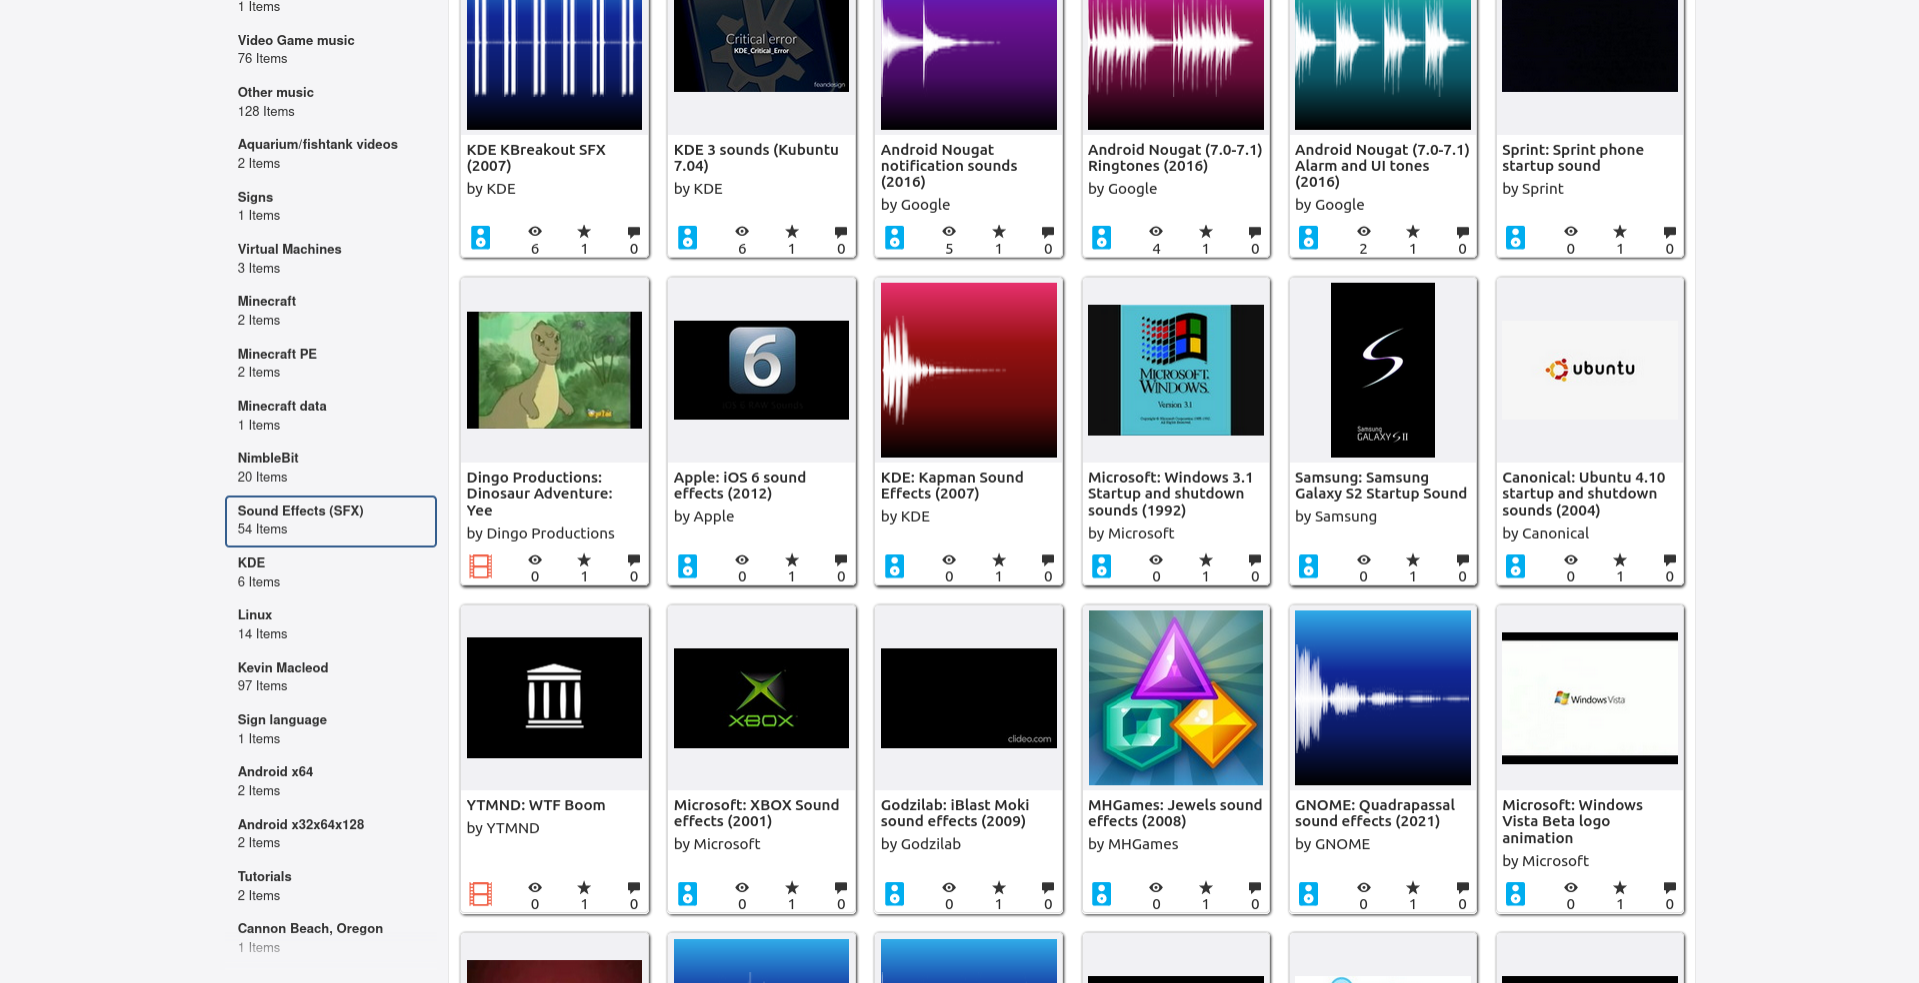 1 Items
Video Game music
76 Items
Other music
128 Items
Aquarium/fishtank videos
2 Items
Signs
1 Items
Virtual Machines
3 Items
Minecraft
2 Items
Minecraft PE
2 Items
Minecraft data
1 Items
NimbleBit
20 Items
Sound Effects (SFX)
54 Items
KDE
6 Items
Linux
14 Items
Kevin Macleod
97 Items
Sign language
1 Items
Android x64
2 Items
Android x32x64x128
2 Items
Tutorials
2 Items
Cannon Beach, Oregon
1 Items
KDE KBreakout SFX
(2007)
by KDE
6 1 0
Critical error
KDE_Critical_Error
feandesign
KDE 3 sounds (Kubuntu
7.04)
by KDE
6 1 0
Android Nougat
notification sounds
(2016)
by Google
5 1 0
Android Nougat (7.0-7.1)
Ringtones (2016)
by Google
4 1 0
Android Nougat (7.0-7.1)
Alarm and UI tones
(2016)
by Google
2 1 0
Sprint: Sprint phone
startup sound
by Sprint
0 1 0
Dingo Productions:
Dinosaur Adventure:
Yee
by Dingo Productions
0 1 0
6
Apple: iOS 6 sound
effects (2012)
by Apple
0 1 0
KDE: Kapman Sound
Effects (2007)
by KDE
0 1 0
MICROSOFT.
WINDOWS.
Version 3.1
Microsoft: Windows 3.1
Startup and shutdown
sounds (1992)
by Microsoft
0 1 0
S
Samsung
GALAXY S II
Samsung: Samsung
Galaxy S2 Startup Sound
by Samsung
0 1 0
ubuntu
Canonical: Ubuntu 4.10
startup and shutdown
sounds (2004)
by Canonical
0 1 0
YTMND: WTF Boom
by YTMND
0 1 0
XBOX
Microsoft: XBOX Sound
effects (2001)
by Microsoft
0 1 0
clideo.com
Godzilab: iBlast Moki
sound effects (2009)
by Godzilab
0 1 0
MHGames: Jewels sound
effects (2008)
by MHGames
0 1 0
GNOME: Quadrapassal
sound effects (2021)
by GNOME
0 1 0
Windows Vista
Microsoft: Windows
Vista Beta logo
animation
by Microsoft
0 1 0